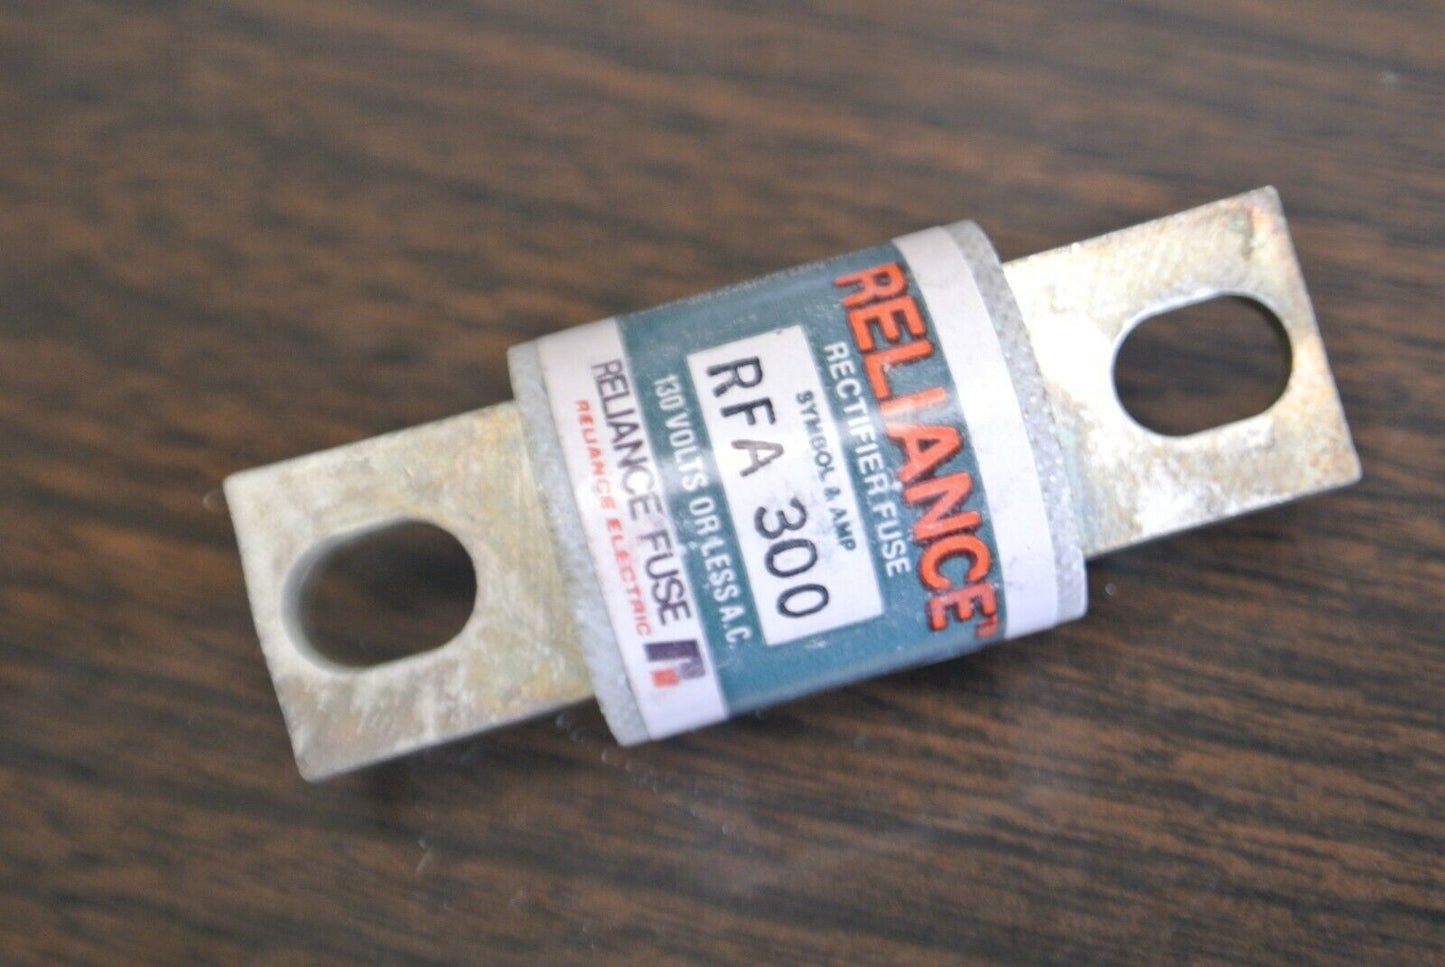 RELIANCE
RECTIFIER FUSE
SYMBOL & AMP
RFA 300
130 VOLTS OR LESS A.C.
RELIANCE FUSE
RELIANCE ELECTRIC